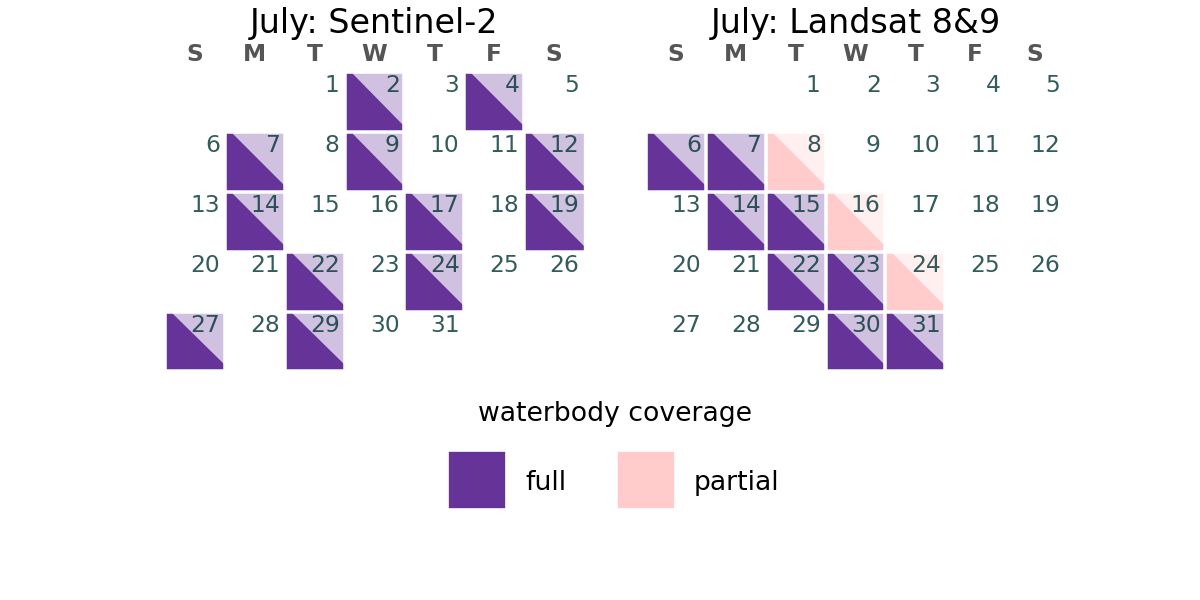 July: Sentinel-2
S M T W T F S
1 2 3 4 5
6 7 8 9 10 11 12
13 14 15 16 17 18 19
20 21 22 23 24 25 26
27 28 29 30 31
July: Landsat 8&9
S M T W T F S
1 2 3 4 5
6 7 8 9 10 11 12
13 14 15 16 17 18 19
20 21 22 23 24 25 26
27 28 29 30 31
waterbody coverage
full partial